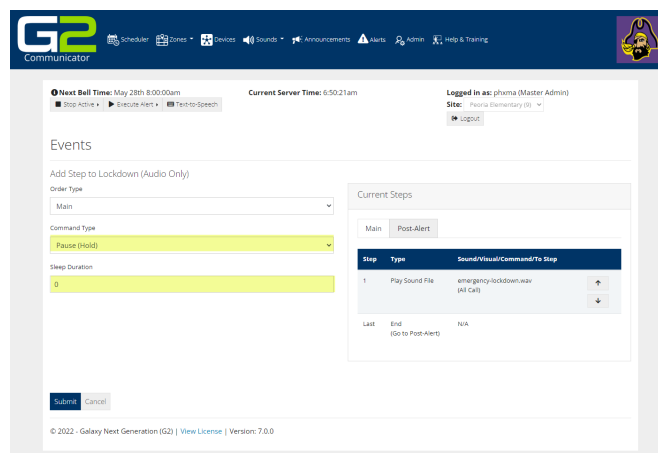 G2
Communicator
Scheduler Zones Devices Sounds Announcements Alerts Admin Help & Training
Next Bell Time: May 28th 8:00:00am
Current Server Time: 6:50:21am
Logged in as: phxma (Master Admin)
Stop Active Execute Alert Text-to-Speech
Site: Peoria Elementary (9)
Logout
Events
Add Step to Lockdown (Audio Only)
Order Type
Main
Command Type
Pause (Hold)
Sleep Duration
0
Current Steps
Main Post-Alert
Step Type Sound/Visual/Command/To Step
1 Play Sound File emergency-lockdown.wav
(All Call)
Last End N/A
(Go to Post-Alert)
Submit Cancel
© 2022 - Galaxy Next Generation (G2) | View License | Version: 7.0.0